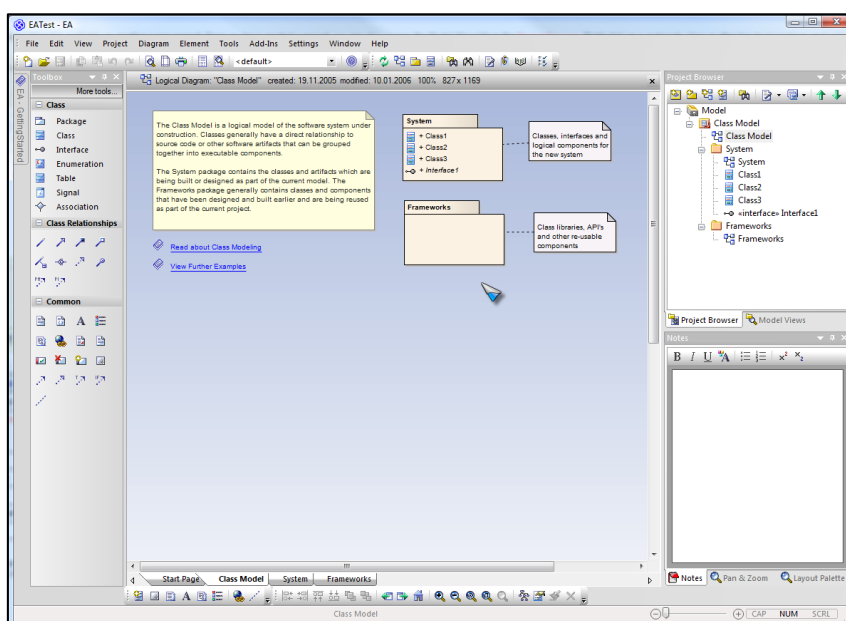 EATest - EA
File Edit View Project Diagram Element Tools Add-Ins Settings Window Help
<default>
Toolbox
More tools...
Class
Package
Class
Interface
Enumeration
Table
Signal
Association
Class Relationships
Common
EA - GettingStarted
Logical Diagram: "Class Model" created: 19.11.2005 modified: 10.01.2006 100% 827 x 1169
The Class Model is a logical model of the software system under
construction. Classes generally have a direct relationship to
source code or other software artifacts that can be grouped
together into executable components.
The System package contains the classes and artifacts which are
being built or designed as part of the current model. The
Frameworks package generally contains classes and components
that have been designed and built earlier and are being reused
as part of the current project.
Read about Class Modeling
View Further Examples
System
+ Class1
+ Class2
+ Class3
+ Interface1
Classes, interfaces and
logical components for
the new system
Frameworks
Class libraries, API's
and other re-usable
components
Start Page Class Model System Frameworks
Project Browser
Model
Class Model
Class Model
System
System
Class1
Class2
Class3
«interface» Interface1
Frameworks
Frameworks
Project Browser Model Views
Notes
B I U A x² x₂
Notes Pan & Zoom Layout Palette
Class Model
CAP NUM SCRL